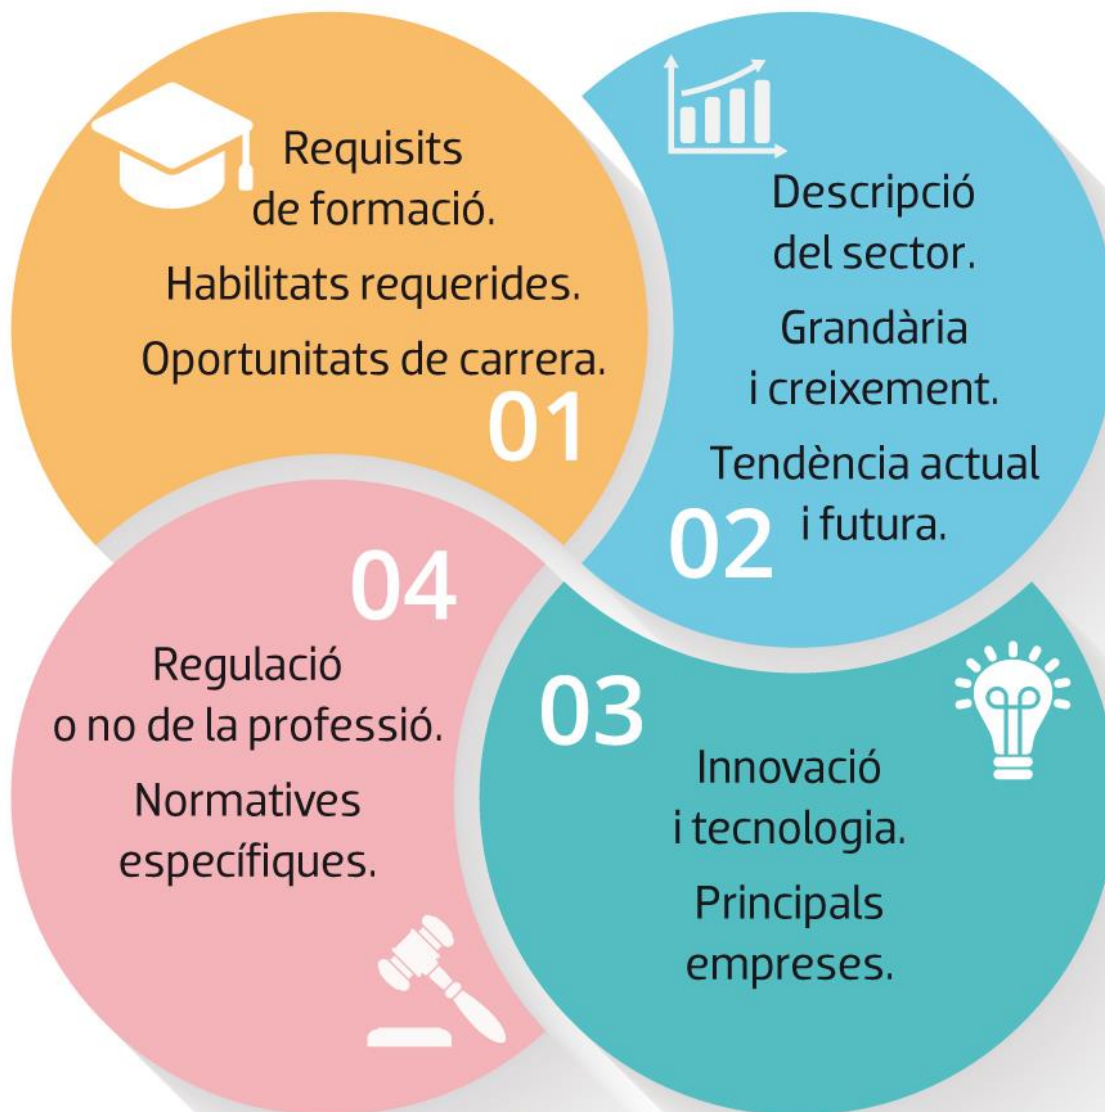 Requisits
de formació.
Habilitats requerides.
Oportunitats de carrera.
01
Descripció
del sector.
Grandària
i creixement.
Tendència actual
i futura.
02
03
Innovació
i tecnologia.
Principals
empreses.
04
Regulació
o no de la professió.
Normatives
específiques.